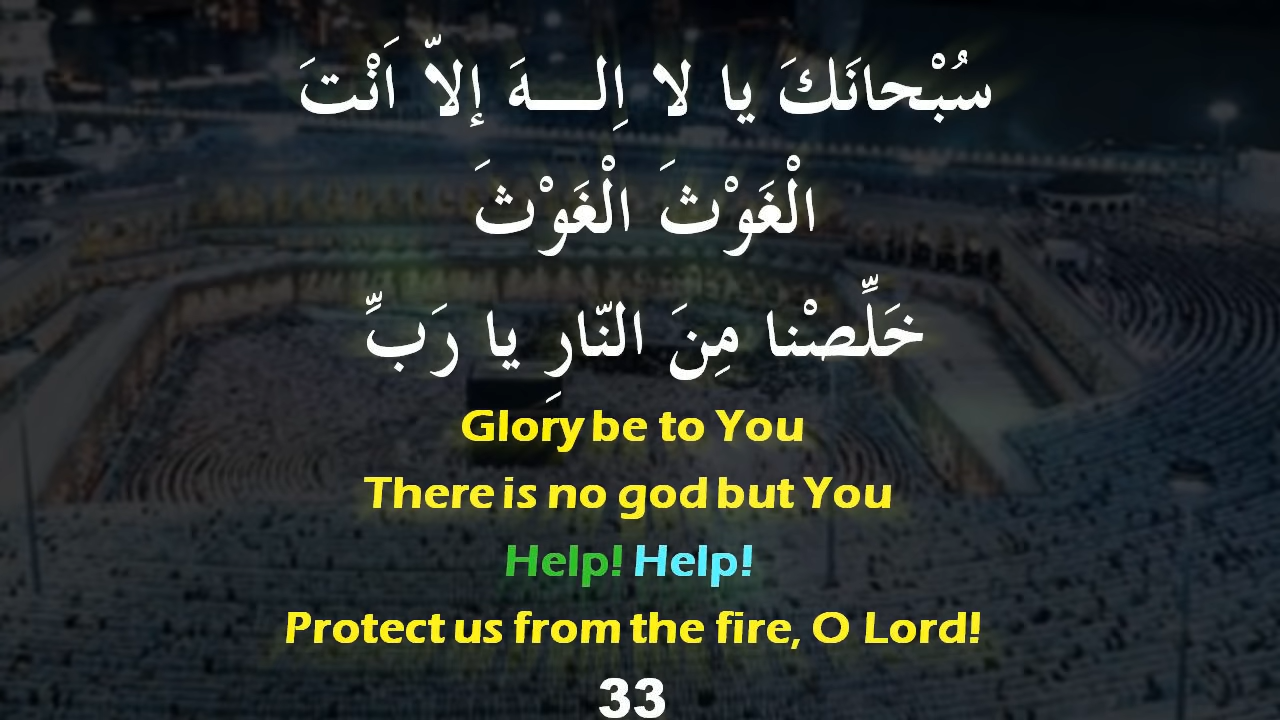 سُبْحانَكَ يا لا اِلـــهَ إلاّ اَنْتَ
الْغَوْثَ الْغَوْثَ
خَلِّصْنا مِنَ النّارِ يا رَبِّ
Glory be to You
There is no god but You
Help! Help!
Protect us from the fire, O Lord!
33